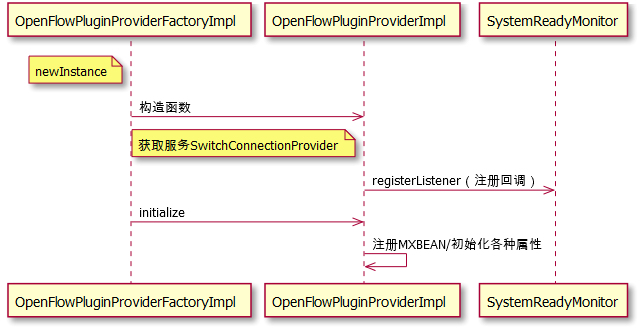 OpenFlowPluginProviderFactoryImpl
OpenFlowPluginProviderImpl
SystemReadyMonitor
newInstance
构造函数
获取服务SwitchConnectionProvider
registerListener（注册回调）
initialize
注册MXBEAN/初始化各种属性
OpenFlowPluginProviderFactoryImpl
OpenFlowPluginProviderImpl
SystemReadyMonitor